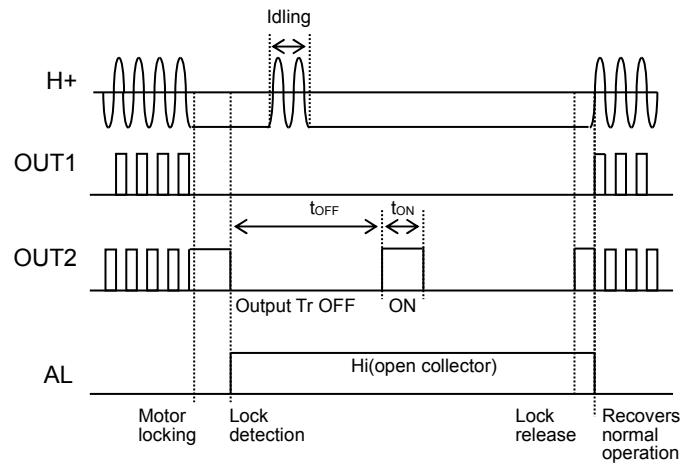 Idling
H+
OUT1
tOFF tON
OUT2
Output Tr OFF ON
Hi(open collector)
AL
Motor locking
Lock detection
Lock release
Recovers normal operation